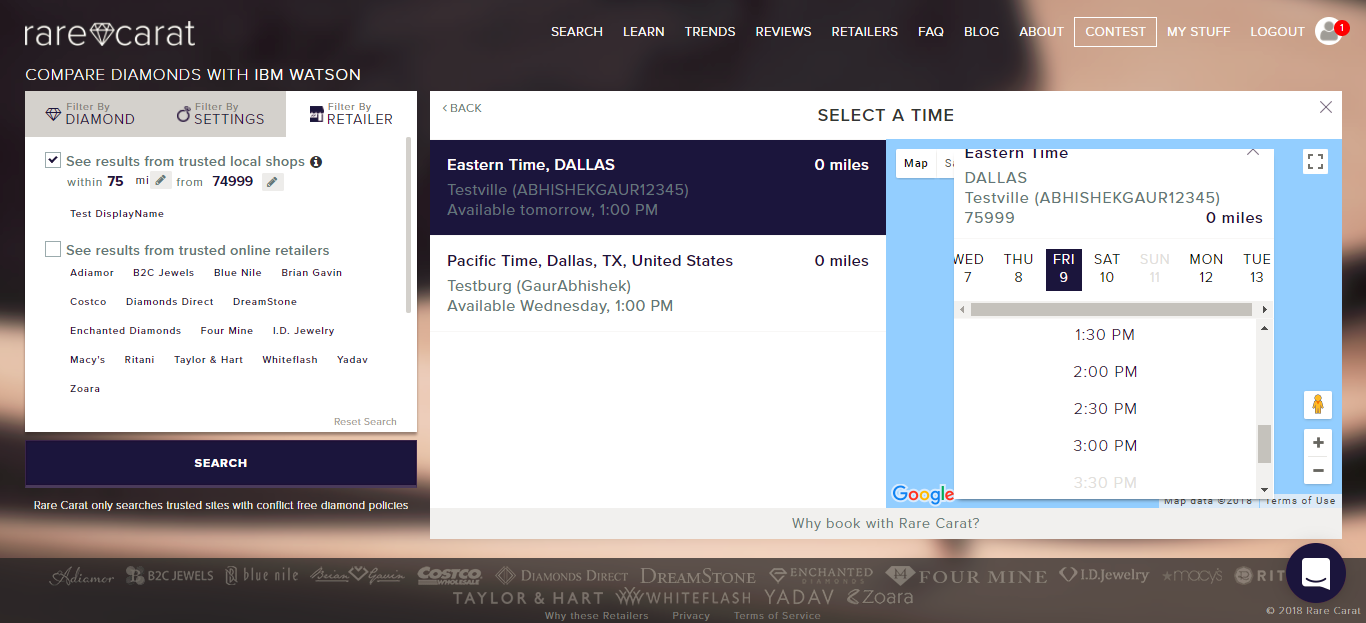 rare carat
SEARCH LEARN TRENDS REVIEWS RETAILERS FAQ BLOG ABOUT CONTEST MY STUFF LOGOUT 1
COMPARE DIAMONDS WITH IBM WATSON
Filter By DIAMOND
Filter By SETTINGS
Filter By RETAILER
See results from trusted local shops
within 75 mi from 74999
Test DisplayName
See results from trusted online retailers
Adiamor B2C Jewels Blue Nile Brian Gavin
Costco Diamonds Direct DreamStone
Enchanted Diamonds Four Mine I.D. Jewelry
Macy's Ritani Taylor & Hart Whiteflash Yadav
Zoara
Reset Search
SEARCH
Rare Carat only searches trusted sites with conflict free diamond policies
‹ BACK
SELECT A TIME
Eastern Time, DALLAS 0 miles
Testville (ABHISHEKGAUR12345)
Available tomorrow, 1:00 PM
Pacific Time, Dallas, TX, United States 0 miles
Testburg (GaurAbhishek)
Available Wednesday, 1:00 PM
Map
Eastern Time
DALLAS
Testville (ABHISHEKGAUR12345)
75999 0 miles
WED THU FRI SAT SUN MON TUE
7 8 9 10 11 12 13
1:30 PM
2:00 PM
2:30 PM
3:00 PM
3:30 PM
Google
Map data ©2018 Terms of Use
Why book with Rare Carat?
Adiamor B2C JEWELS blue nile Brian Gavin COSTCO WHOLESALE DIAMONDS DIRECT DREAMSTONE ENCHANTED DIAMONDS FOUR MINE I.D.Jewelry macy's RIT
TAYLOR & HART WHITEFLASH YADAV Zoara
Why these Retailers Privacy Terms of Service
© 2018 Rare Carat